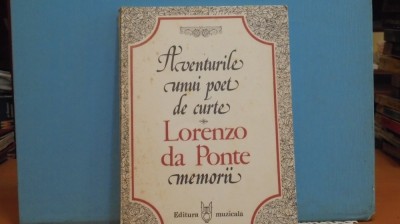 Aventurile
unui poet
de curte
Lorenzo
da Ponte
memorii
Editura muzicală